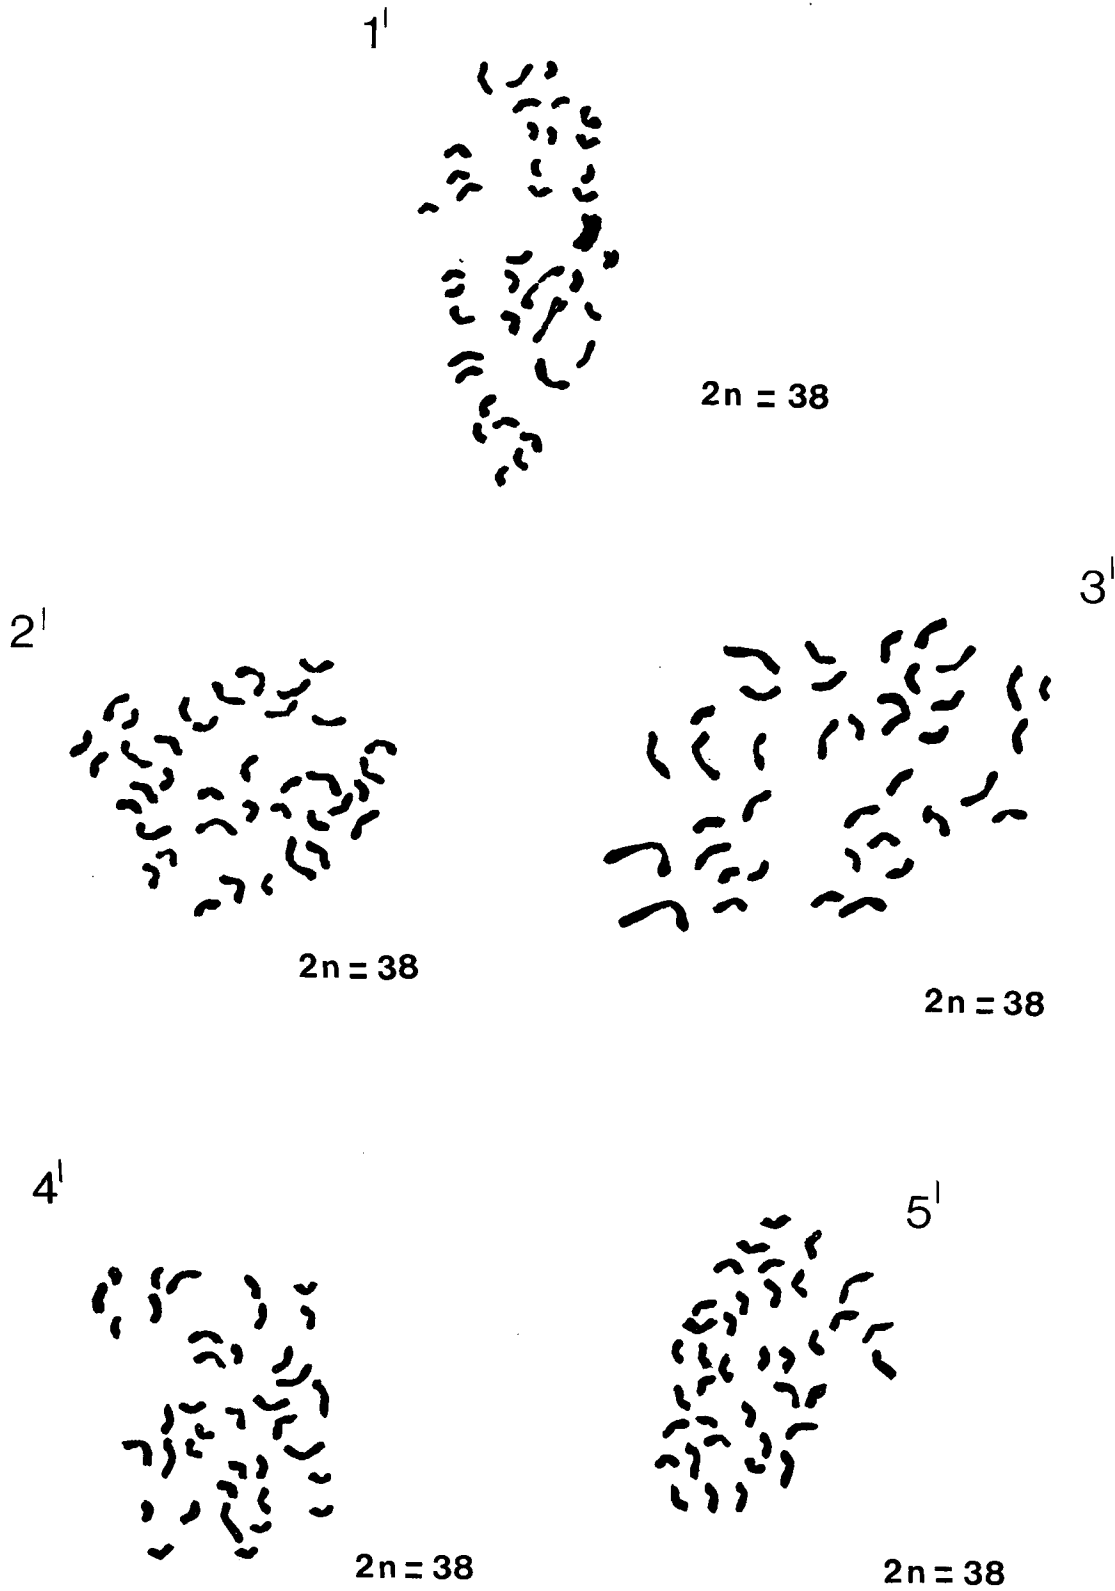 1'
2n = 38
2'
3'
2n = 38
2n = 38
4'
5'
2n = 38
2n = 38